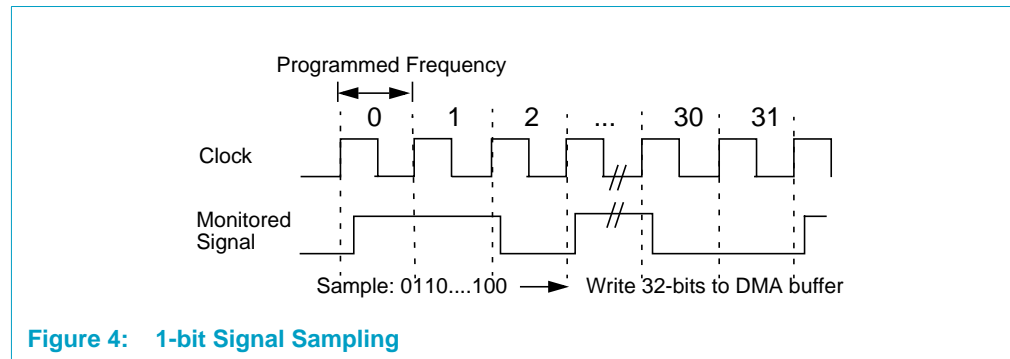 Programmed Frequency
0 1 2 ... 30 31
Clock
Monitored
Signal
Sample: 0110....100 Write 32-bits to DMA buffer
Figure 4: 1-bit Signal Sampling